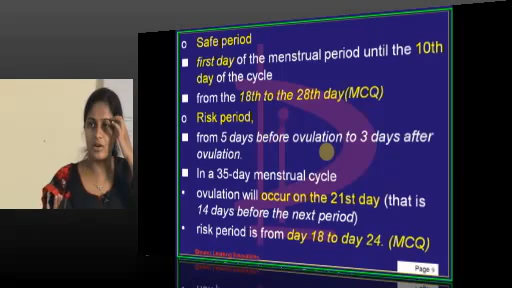 Safe period
first day of the menstrual period until the 10th
day of the cycle
from the 18th to the 28th day(MCQ)
Risk period,
from 5 days before ovulation to 3 days after
ovulation.
In a 35-day menstrual cycle
ovulation will occur on the 21st day (that is
14 days before the next period)
risk period is from day 18 to day 24. (MCQ)
Page